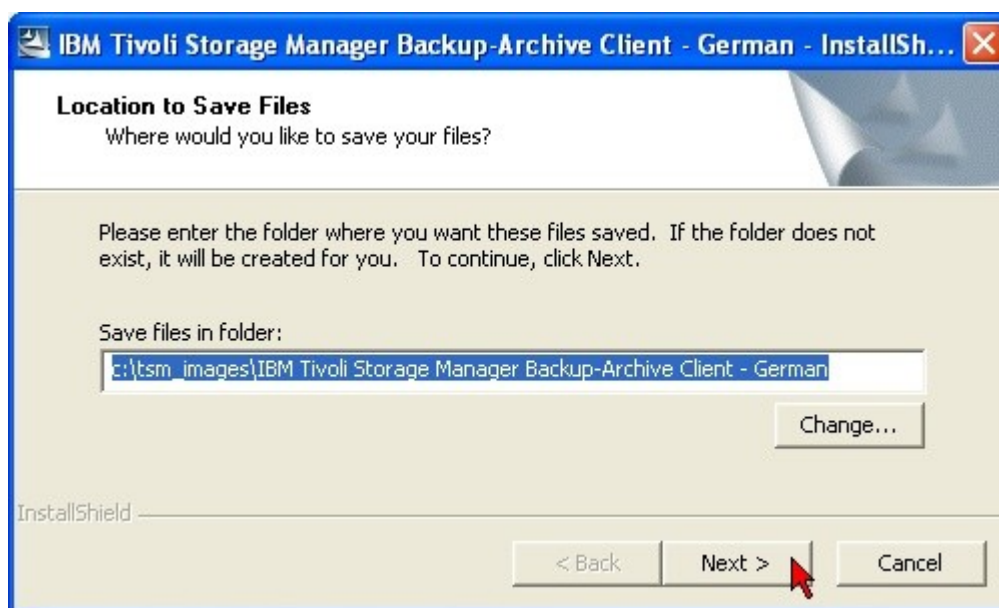 IBM Tivoli Storage Manager Backup-Archive Client - German - InstallSh...
Location to Save Files
Where would you like to save your files?
Please enter the folder where you want these files saved.  If the folder does not
exist, it will be created for you.   To continue, click Next.
Save files in folder:
c:\tsm_images\IBM Tivoli Storage Manager Backup-Archive Client - German
Change...
InstallShield
< Back
Next >
Cancel